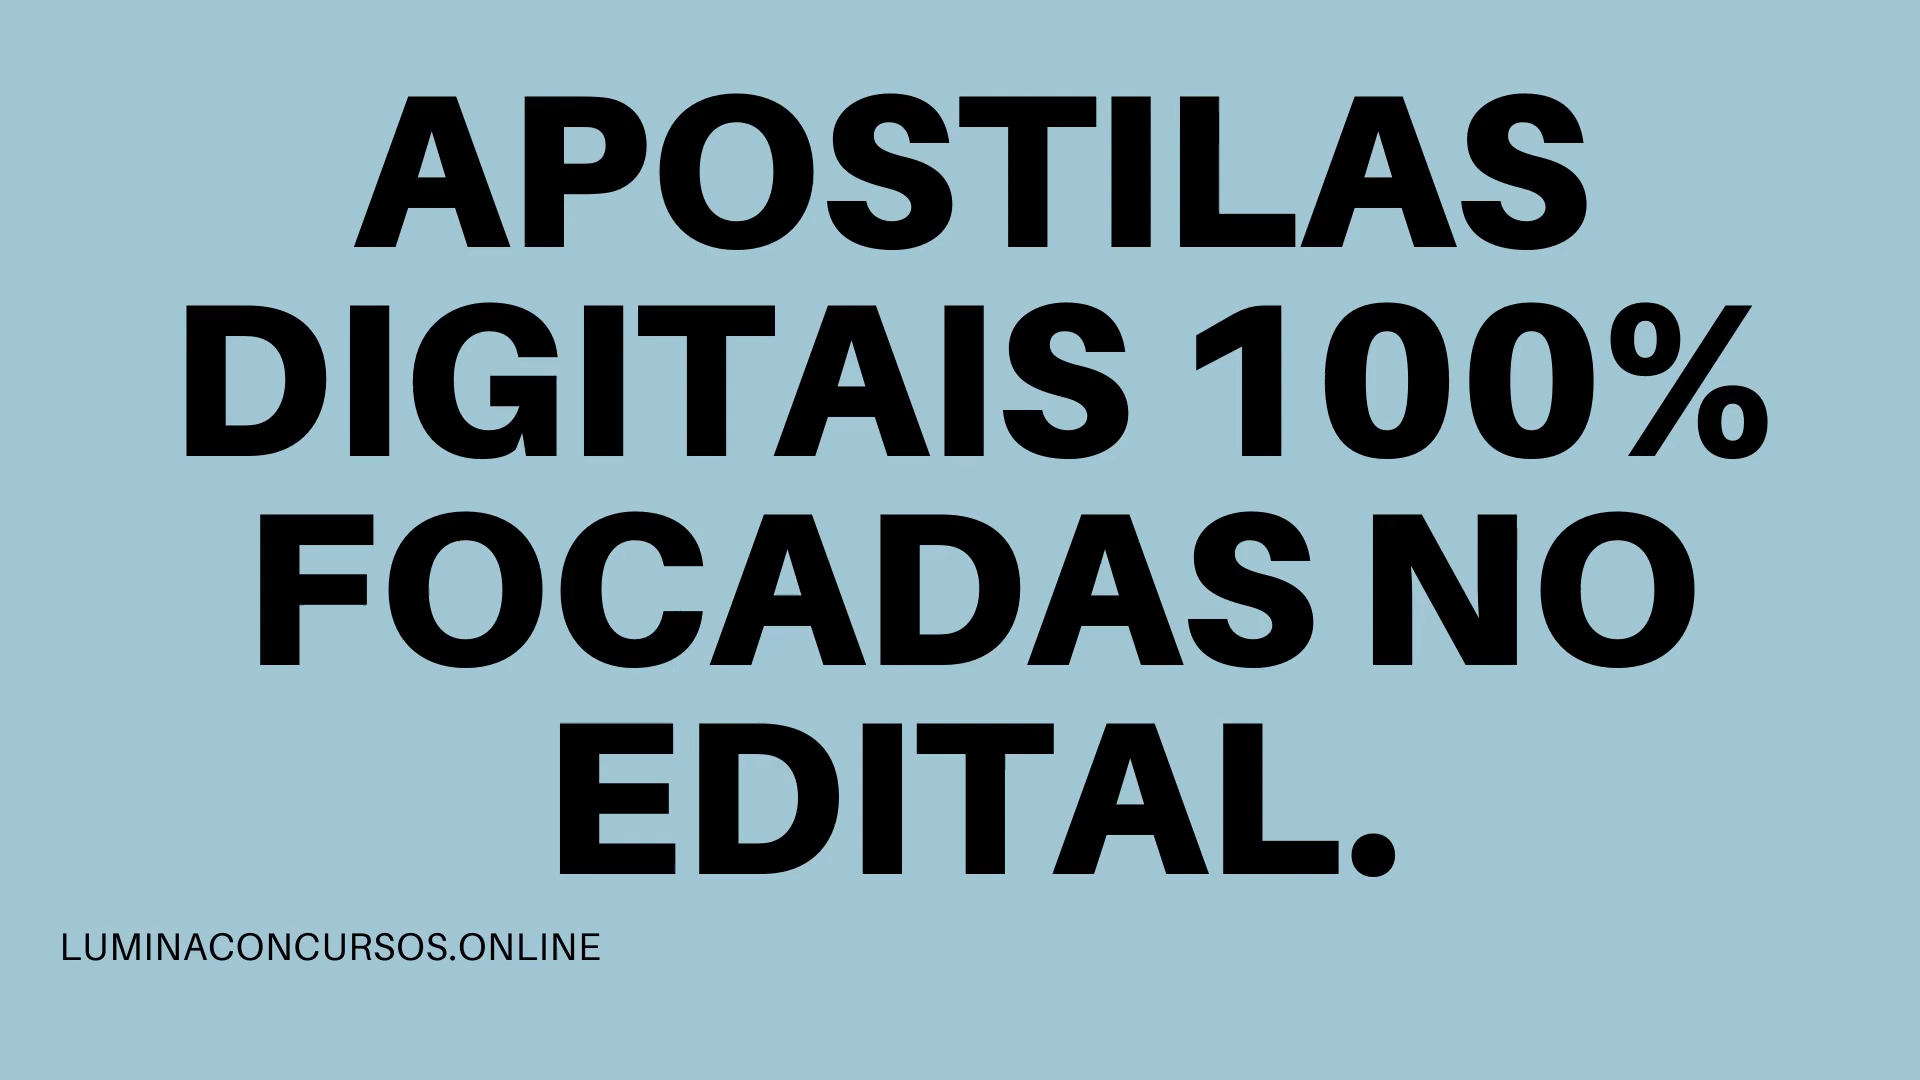 APOSTILAS
DIGITAIS 100%
FOCADAS NO
EDITAL.
LUMINACONCURSOS.ONLINE